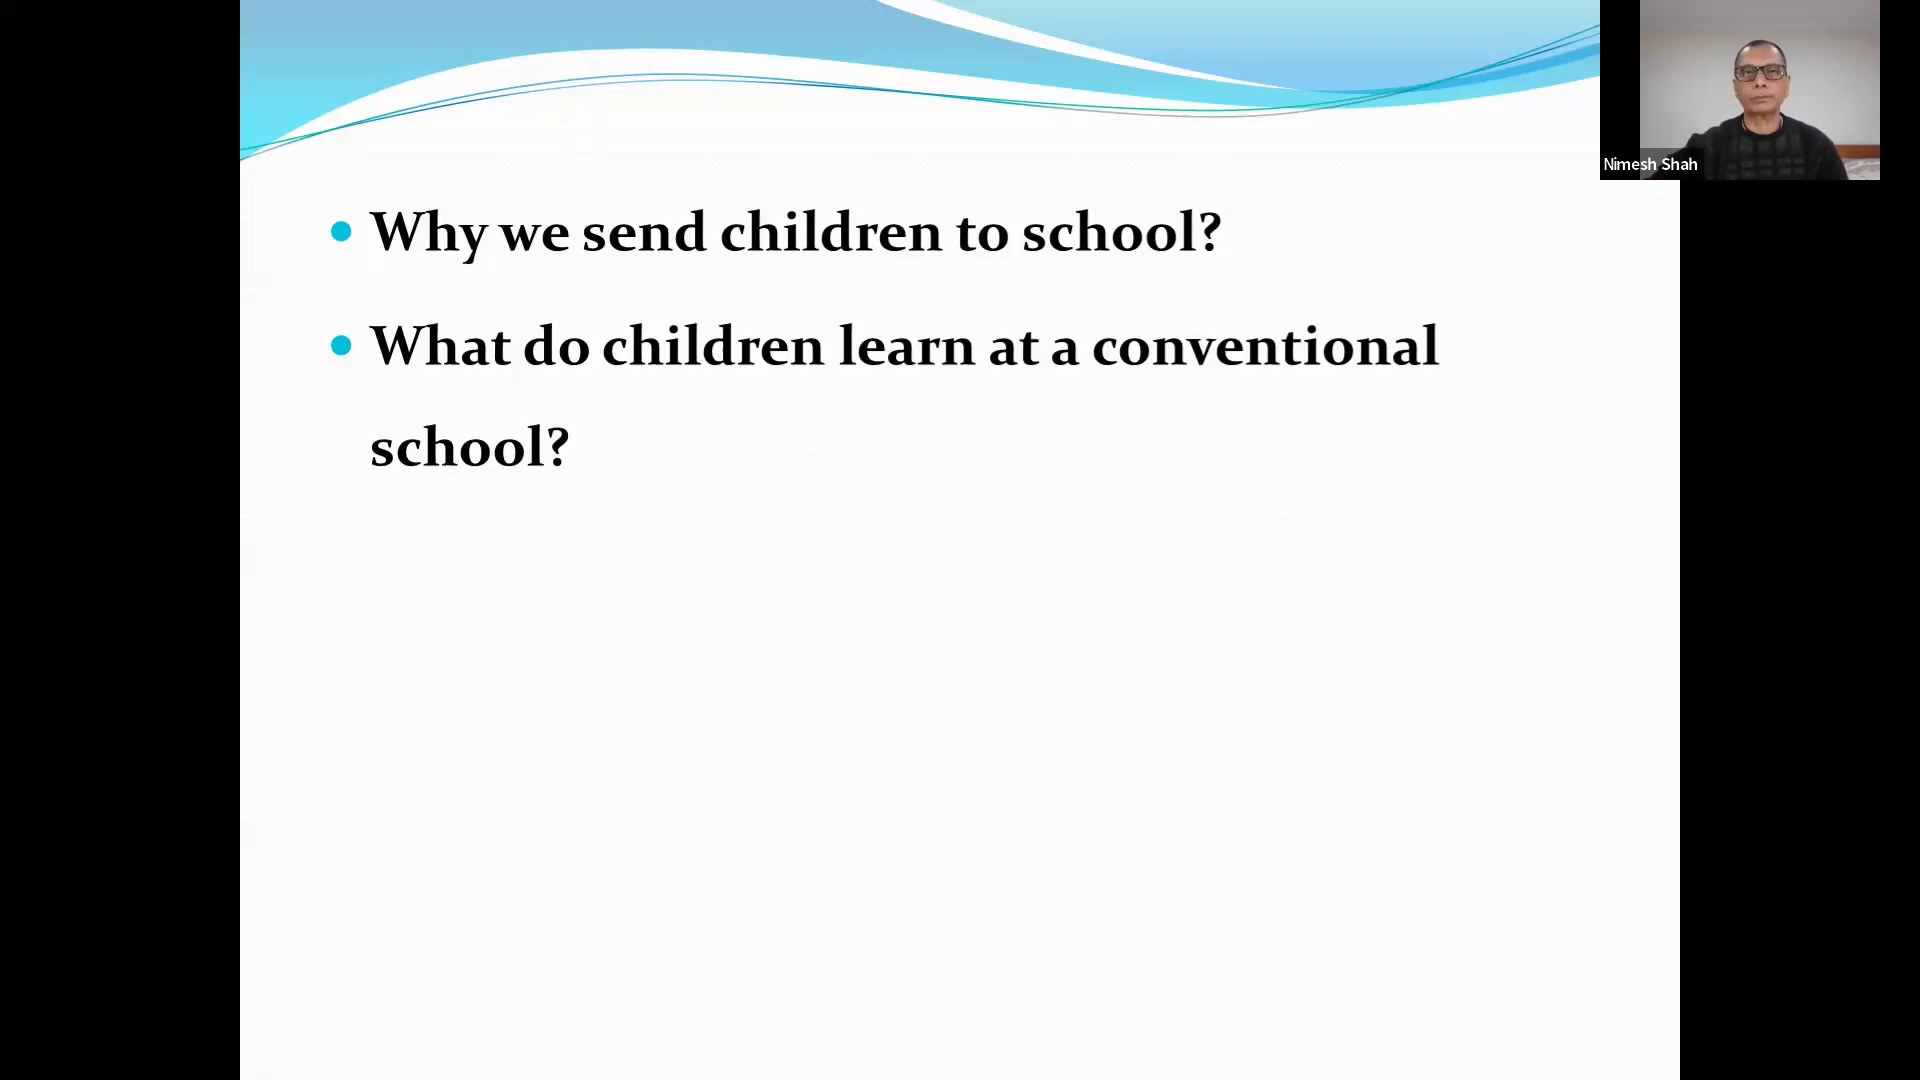 Why we send children to school?
What do children learn at a conventional
school?
Nimesh Shah